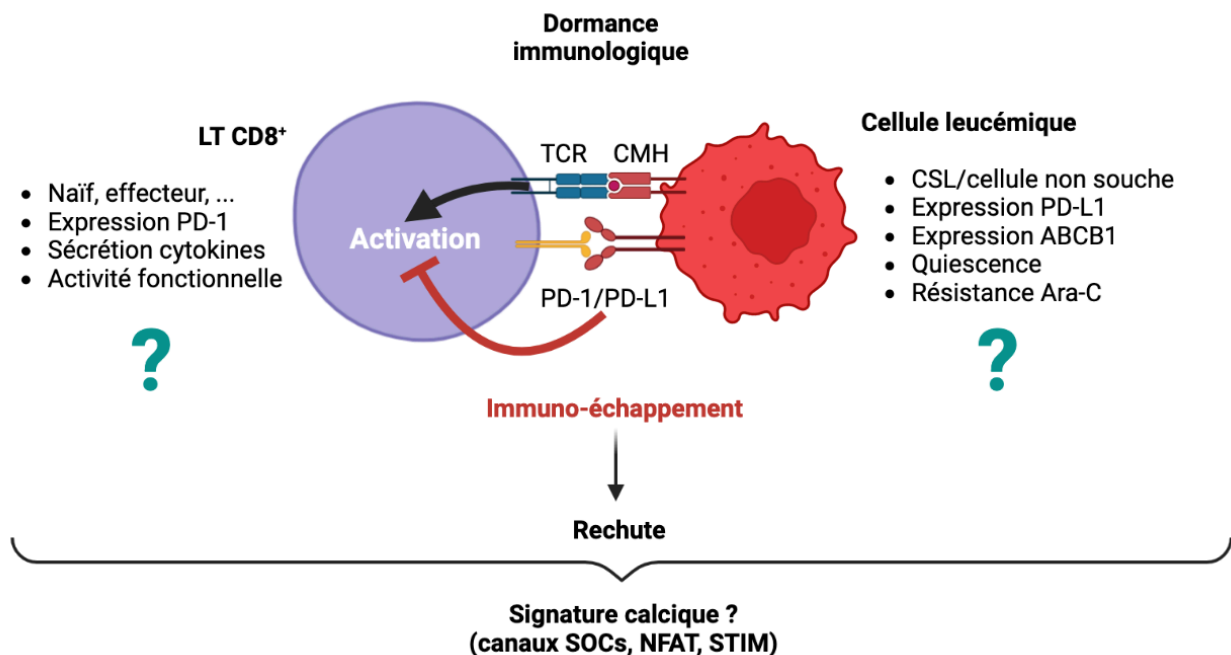 Dormance
immunologique
LT CD8⁺
• Naïf, effecteur, ...
• Expression PD-1
• Sécrétion cytokines
• Activité fonctionnelle
?
TCR CMH
Activation
PD-1/PD-L1
Cellule leucémique
• CSL/cellule non souche
• Expression PD-L1
• Expression ABCB1
• Quiescence
• Résistance Ara-C
?
Immuno-échappement
Rechute
Signature calcique ?
(canaux SOCs, NFAT, STIM)